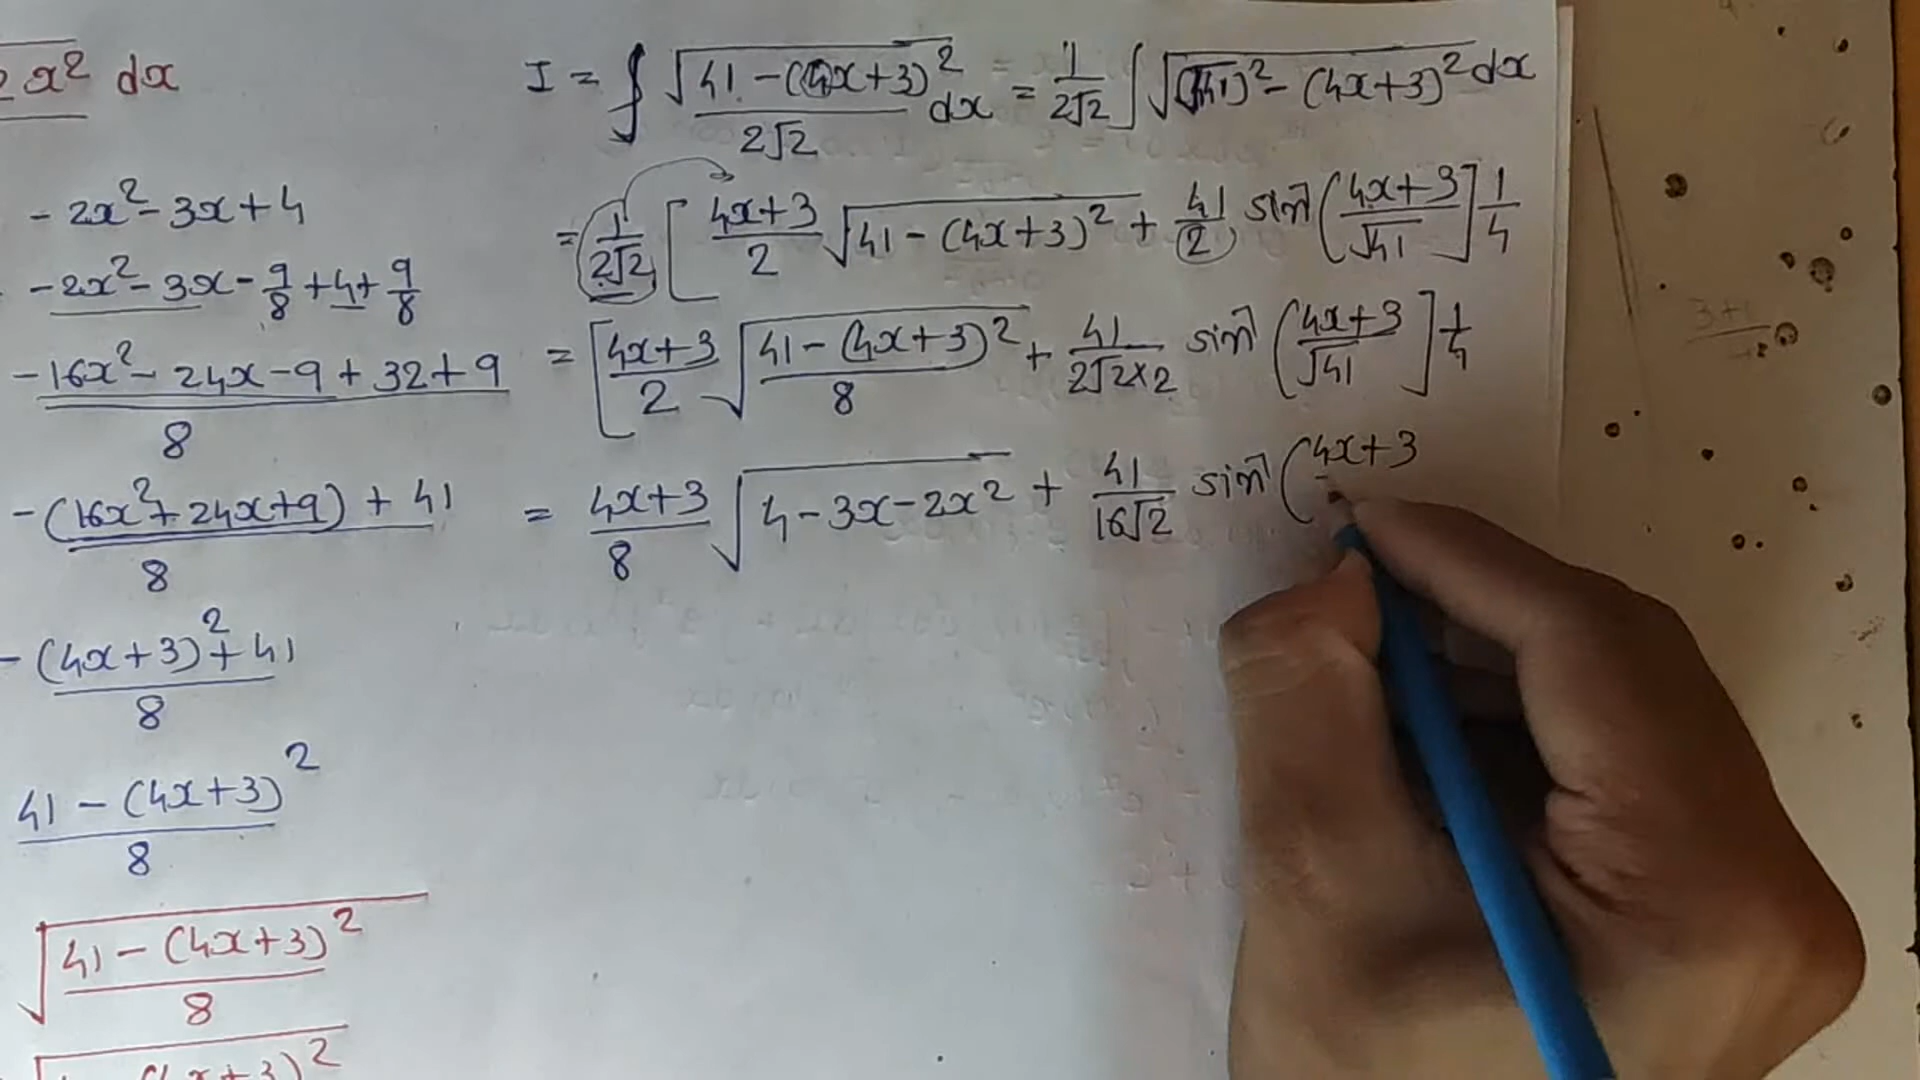 2x² dx
- 2x² - 3x + 4
- 2x² - 3x - 9/8 + 4 + 9/8
- 16x² - 24x - 9 + 32 + 9 / 8
- (16x² + 24x + 9) + 41 / 8
- (4x+3)² + 41 / 8
41 - (4x+3)² / 8
√(41 - (4x+3)² / 8)
I = ∫ √(41 - (4x+3)²) / 2√2 dx = 1/2√2 ∫ √((√41)² - (4x+3)²) dx
= 1/2√2 [ 4x+3/2 √(41 - (4x+3)²) + 41/2 sin⁻¹ (4x+3/√41 ] 1/4
= [ 4x+3/2 √(41 - (4x+3)² / 8) + 41/2√2×2 sin⁻¹ (4x+3/√41 ] 1/4
= 4x+3/8 √(4 - 3x - 2x²) + 41/16√2 sin⁻¹ (4x+3